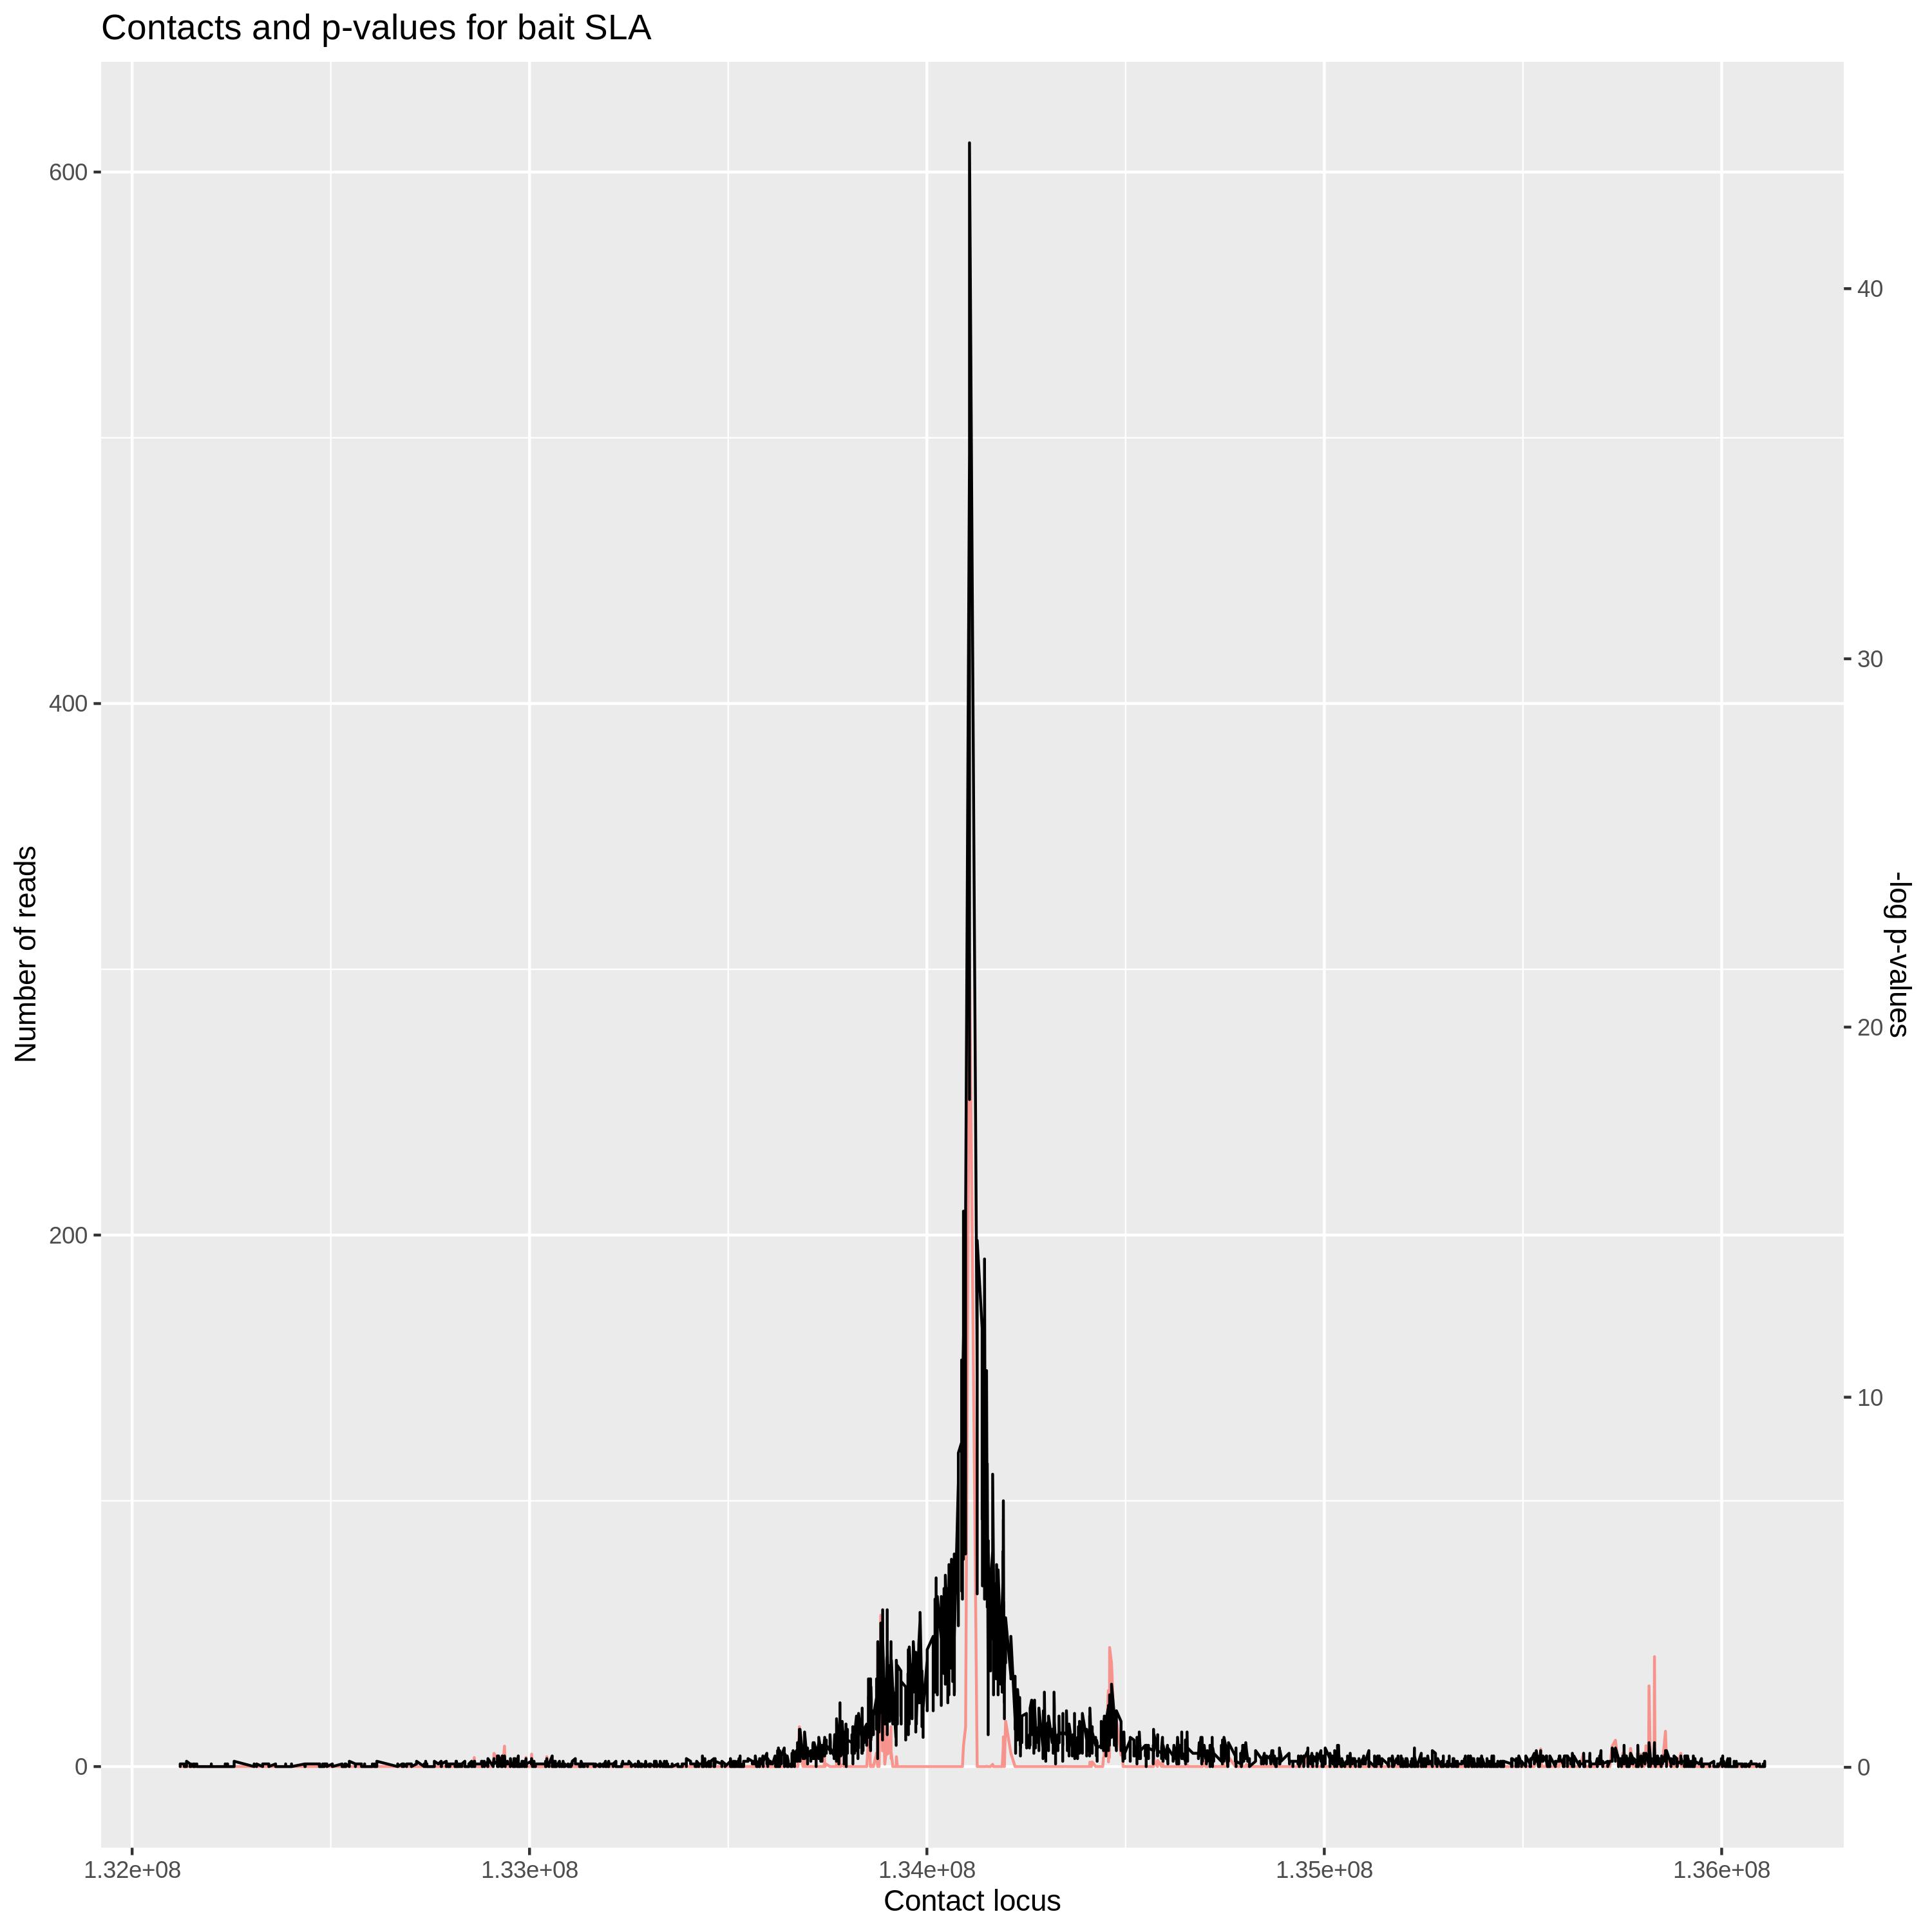 Contacts and p-values for bait SLA
600
400
200
0
Number of reads
40
30
20
10
0
-log p-values
1.32e+08
1.33e+08
1.34e+08
1.35e+08
1.36e+08
Contact locus